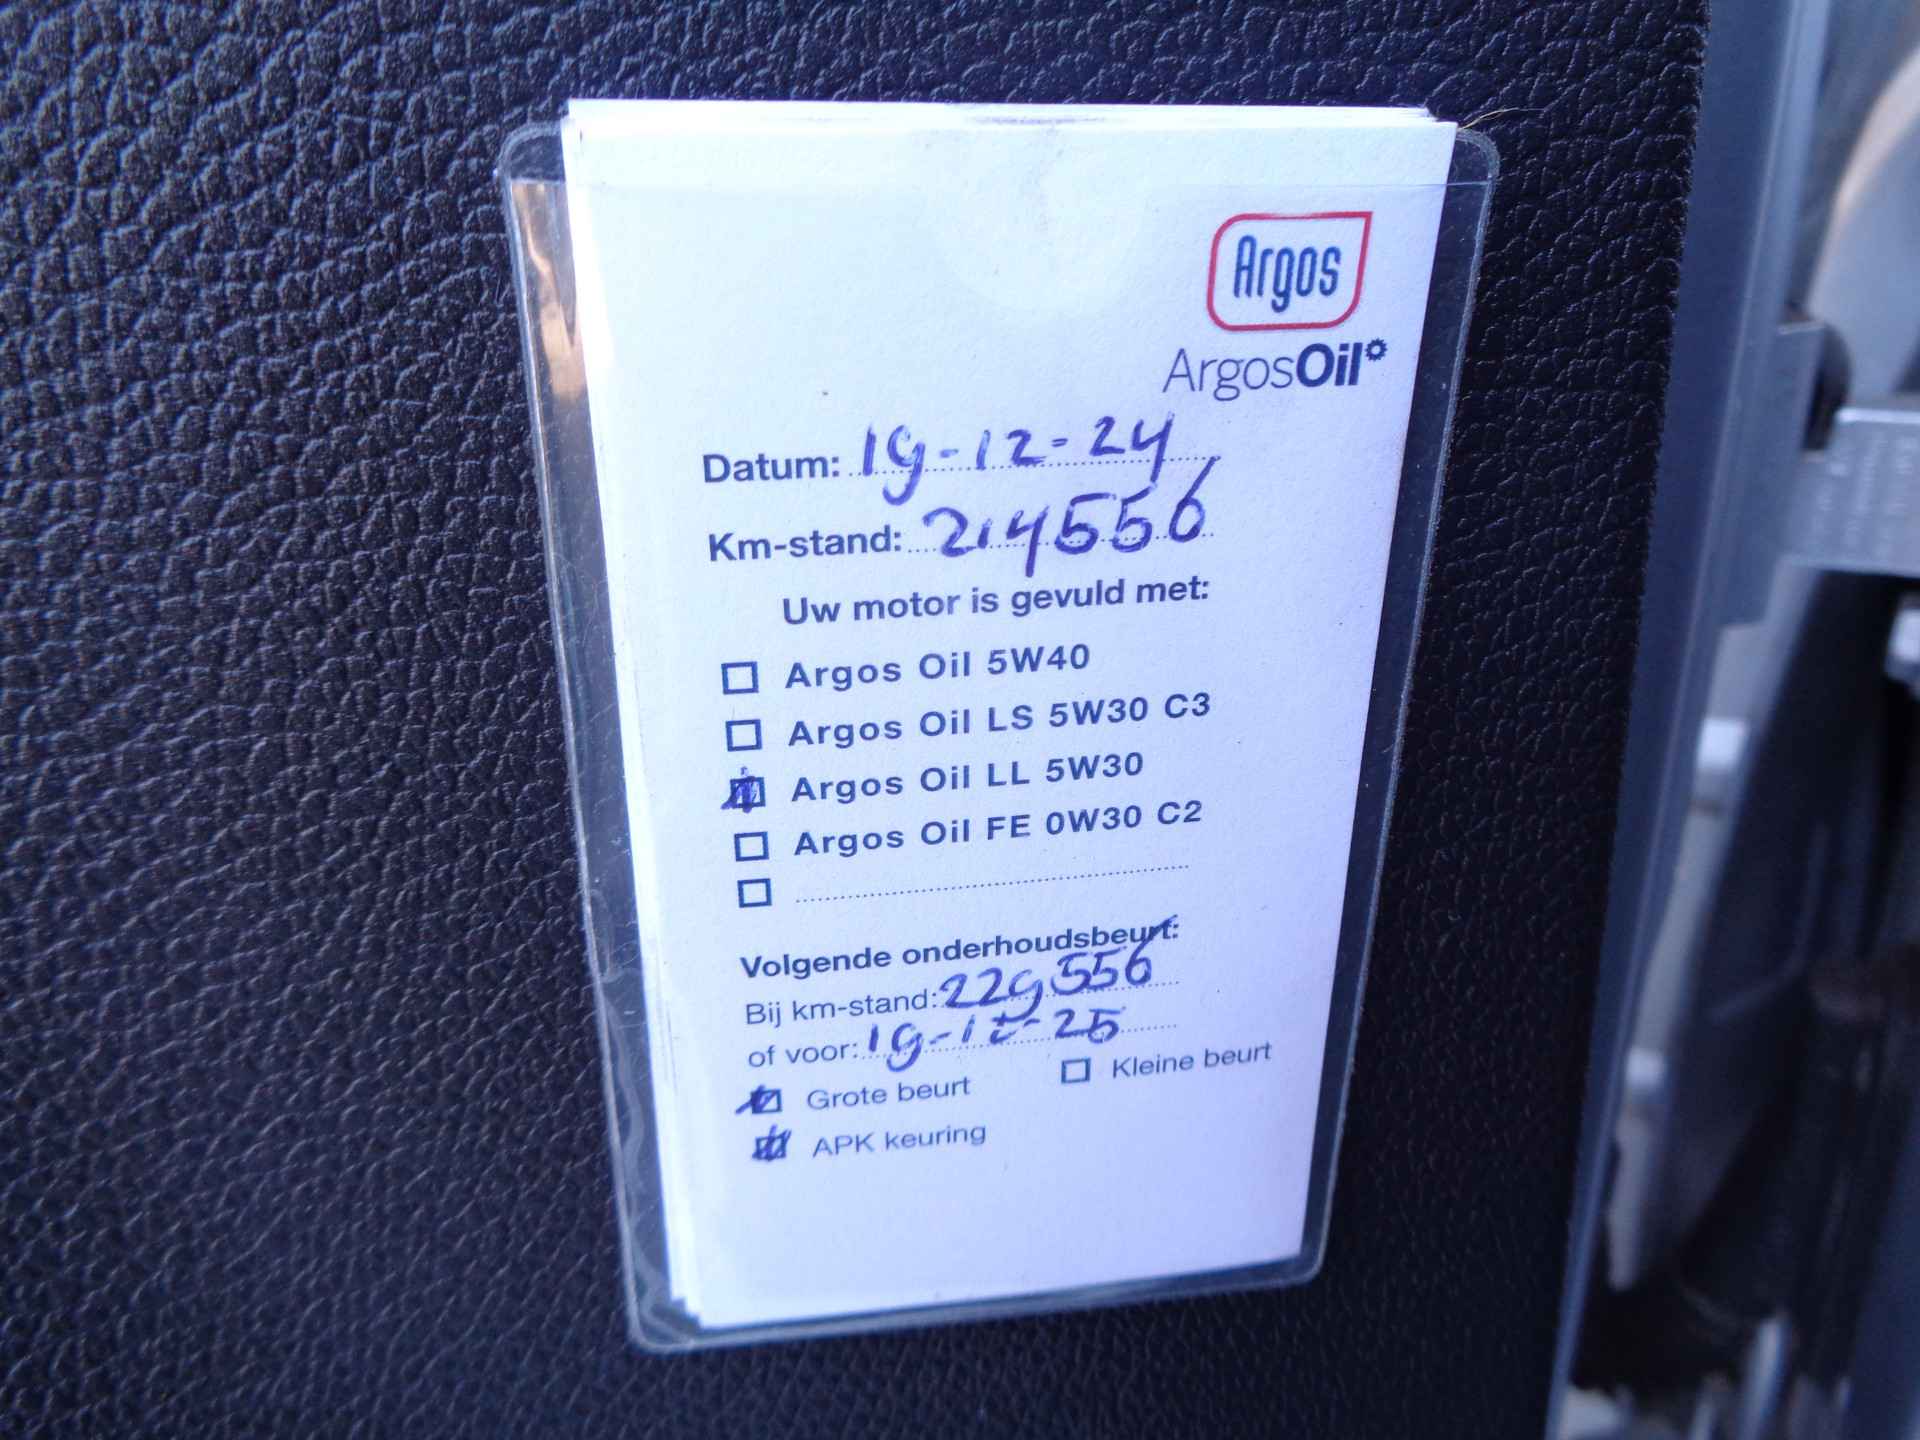 Argos
ArgosOil
Datum: 19-12-24
Km-stand: 214556
Uw motor is gevuld met:
Argos Oil 5W40
Argos Oil LS 5W30 C3
Argos Oil LL 5W30
Argos Oil FE 0W30 C2
Volgende onderhoudsbeurt:
Bij km-stand: 229556
of voor: 19-12-25
Grote beurt Kleine beurt
APK keuring